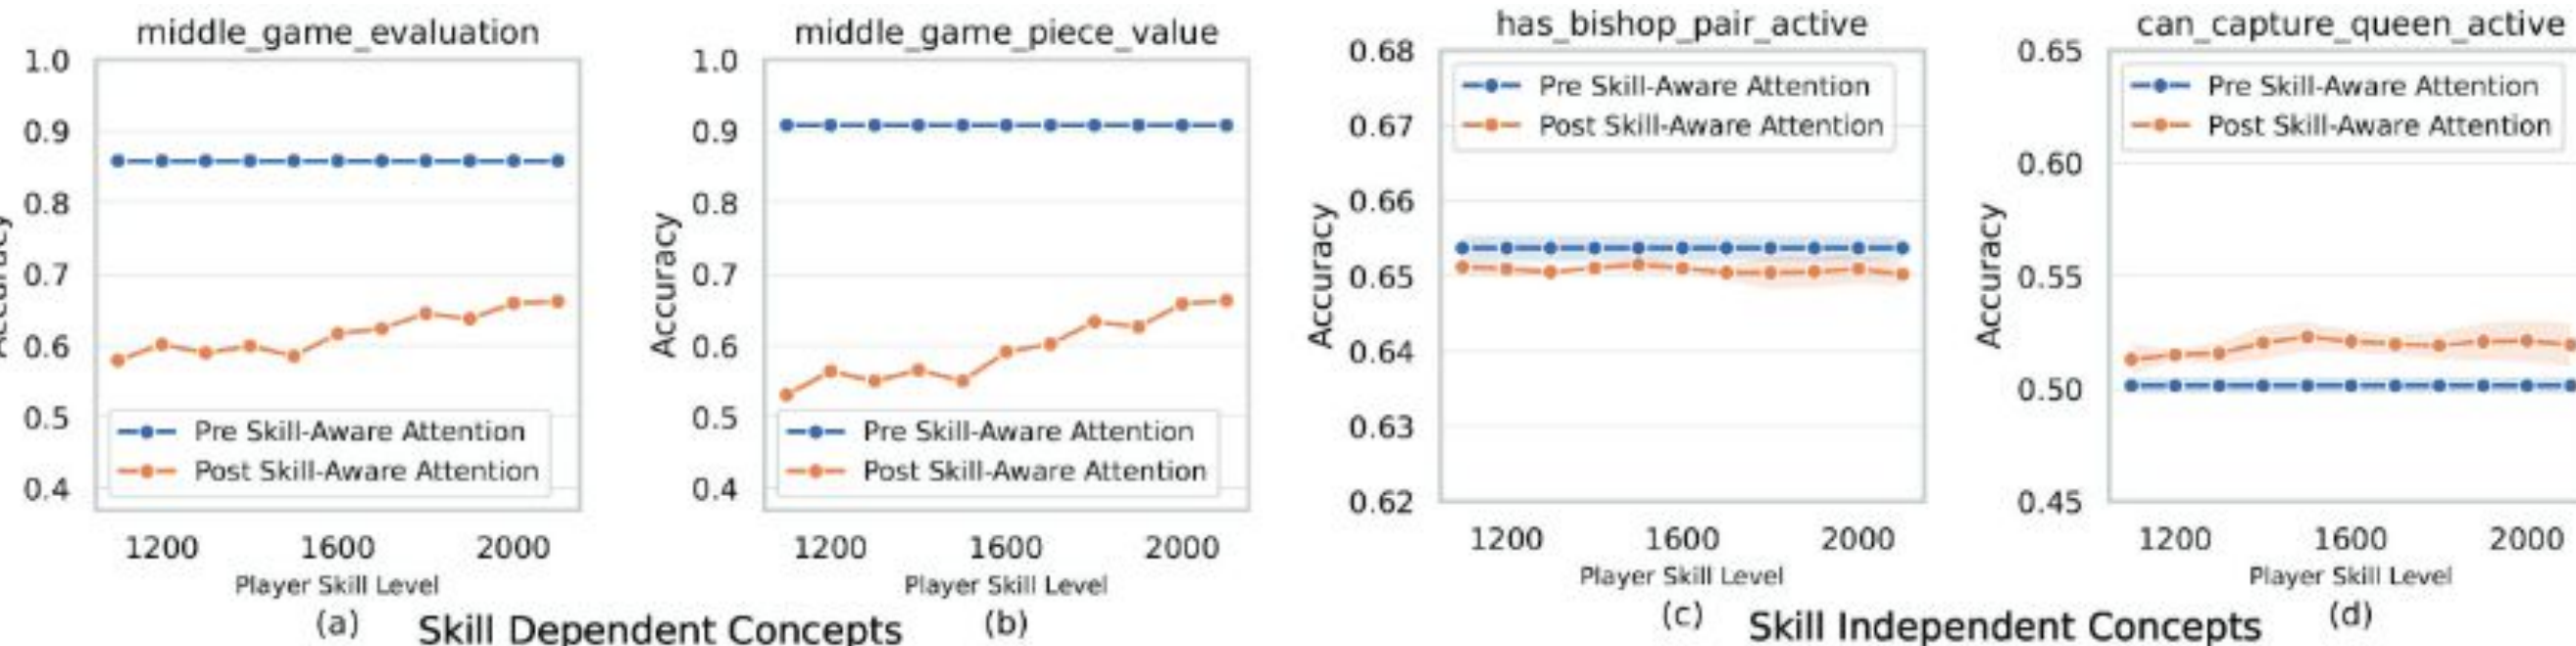 middle_game_evaluation
1.0
0.9
0.8
0.7
0.6
0.5
0.4
Accuracy
Pre Skill-Aware Attention
Post Skill-Aware Attention
1200 1600 2000
Player Skill Level
(a)
middle_game_piece_value
1.0
0.9
0.8
0.7
0.6
0.5
0.4
Accuracy
Pre Skill-Aware Attention
Post Skill-Aware Attention
1200 1600 2000
Player Skill Level
(b)
Skill Dependent Concepts
has_bishop_pair_active
0.68
0.67
0.66
0.65
0.64
0.63
0.62
Accuracy
Pre Skill-Aware Attention
Post Skill-Aware Attention
1200 1600 2000
Player Skill Level
(c)
can_capture_queen_active
0.65
0.60
0.55
0.50
0.45
Accuracy
Pre Skill-Aware Attention
Post Skill-Aware Attention
1200 1600 2000
Player Skill Level
(d)
Skill Independent Concepts